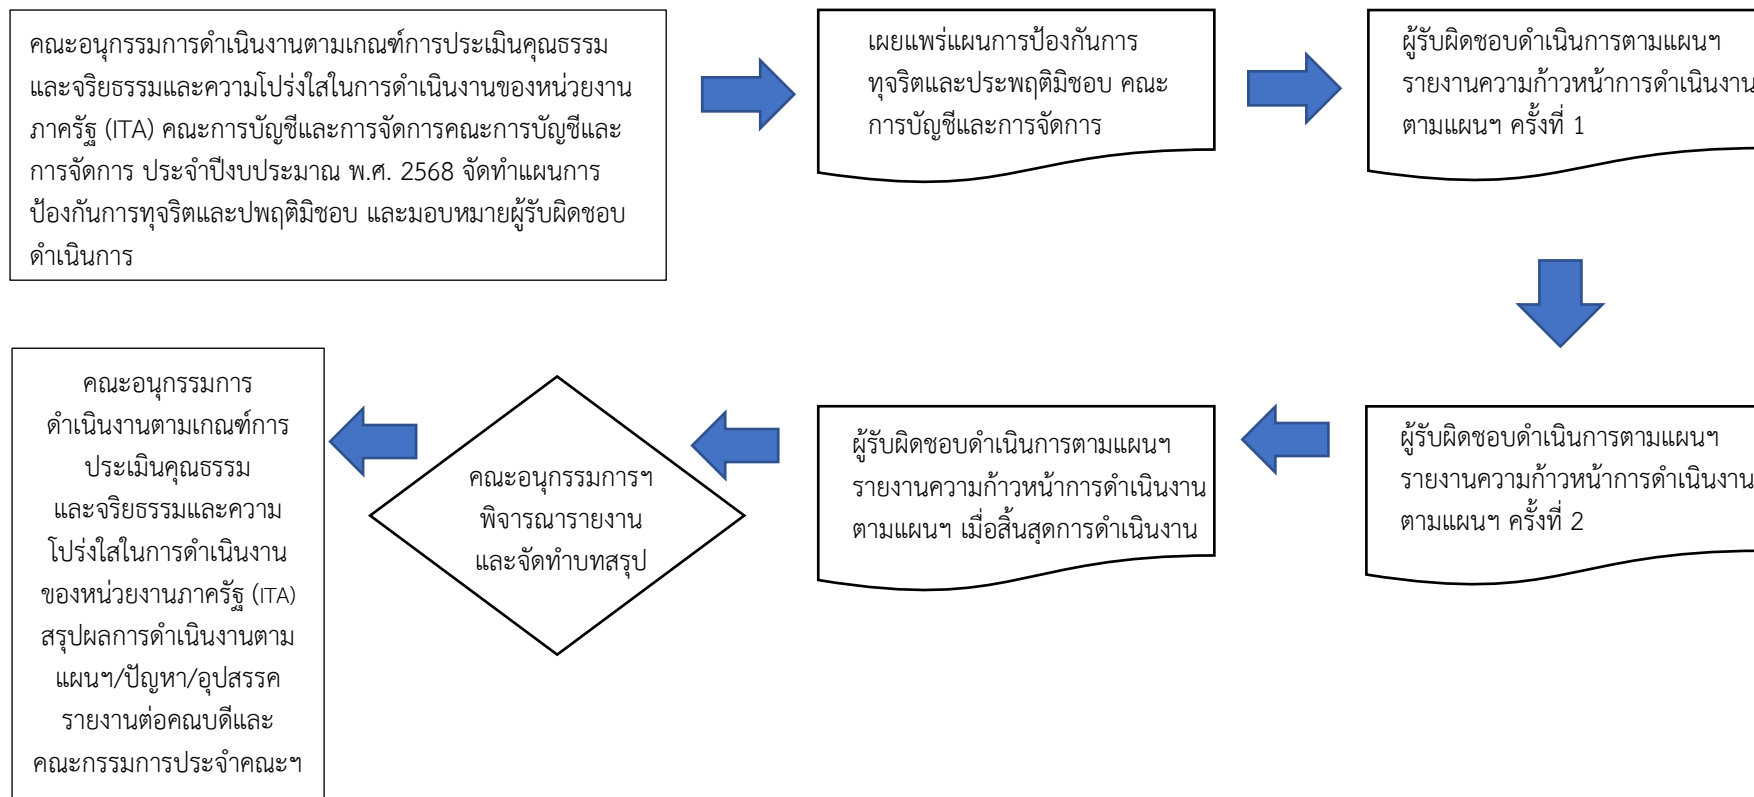 คณะอนุกรรมการดำเนินงานตามเกณฑ์การประเมินคุณธรรม
และจริยธรรมและความโปร่งใสในการดำเนินงานของหน่วยงาน
ภาครัฐ (ITA) คณะการบัญชีและการจัดการคณะการบัญชีและ
การจัดการ ประจำปีงบประมาณ พ.ศ. 2568 จัดทำแผนการ
ป้องกันการทุจริตและปพฤติมิชอบ และมอบหมายผู้รับผิดชอบ
ดำเนินการ
เผยแพร่แผนการป้องกันการ
ทุจริตและประพฤติมิชอบ คณะ
การบัญชีและการจัดการ
ผู้รับผิดชอบดำเนินการตามแผนฯ
รายงานความก้าวหน้าการดำเนินงาน
ตามแผนฯ ครั้งที่ 1
ผู้รับผิดชอบดำเนินการตามแผนฯ
รายงานความก้าวหน้าการดำเนินงาน
ตามแผนฯ ครั้งที่ 2
ผู้รับผิดชอบดำเนินการตามแผนฯ
รายงานความก้าวหน้าการดำเนินงาน
ตามแผนฯ เมื่อสิ้นสุดการดำเนินงาน
คณะอนุกรรมการฯ
พิจารณารายงาน
และจัดทำบทสรุป
คณะอนุกรรมการ
ดำเนินงานตามเกณฑ์การ
ประเมินคุณธรรม
และจริยธรรมและความ
โปร่งใสในการดำเนินงาน
ของหน่วยงานภาครัฐ (ITA)
สรุปผลการดำเนินงานตาม
แผนฯ/ปัญหา/อุปสรรค
รายงานต่อคณบดีและ
คณะกรรมการประจำคณะฯ